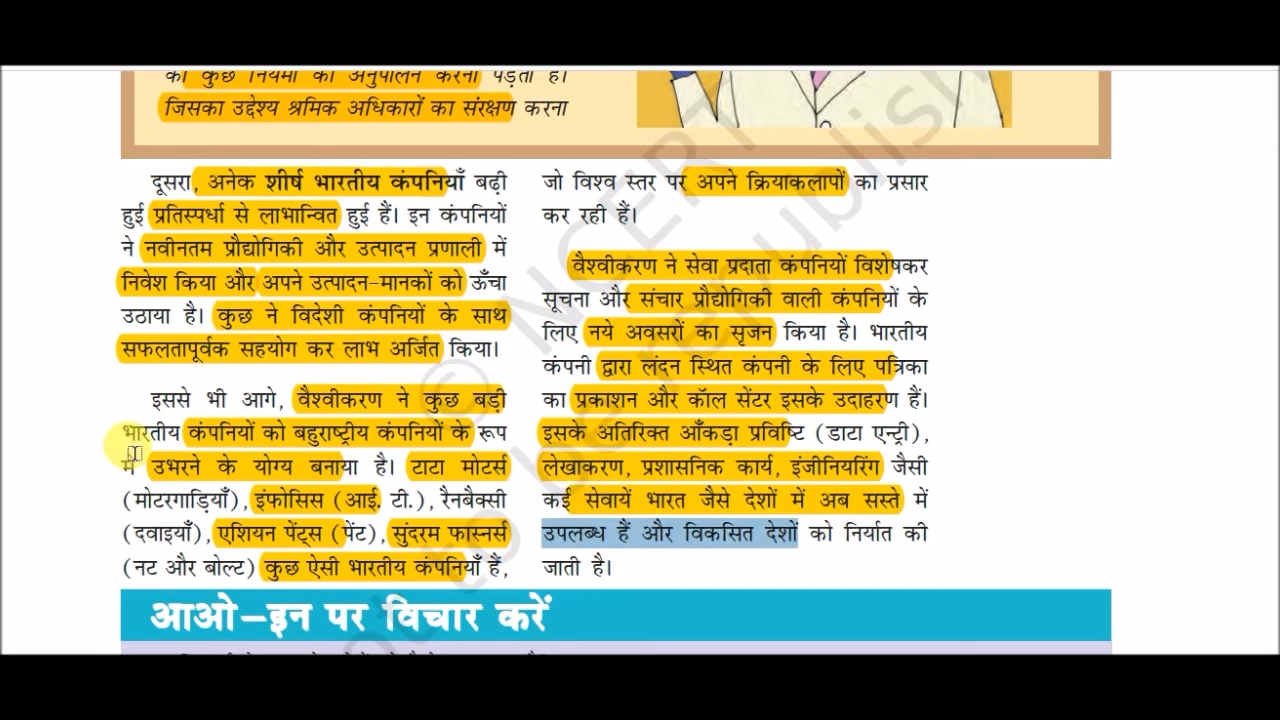 को कुछ नियमों का अनुपालन करना पड़ता है।
जिसका उद्देश्य श्रमिक अधिकारों का संरक्षण करना
दूसरा, अनेक शीर्ष भारतीय कंपनियाँ बढ़ी
हुई प्रतिस्पर्धा से लाभान्वित हुई हैं। इन कंपनियों
ने नवीनतम प्रौद्योगिकी और उत्पादन प्रणाली में
निवेश किया और अपने उत्पादन-मानकों को ऊँचा
उठाया है। कुछ ने विदेशी कंपनियों के साथ
सफलतापूर्वक सहयोग कर लाभ अर्जित किया।
इससे भी आगे, वैश्वीकरण ने कुछ बड़ी
भारतीय कंपनियों को बहुराष्ट्रीय कंपनियों के रूप
में उभरने के योग्य बनाया है। टाटा मोटर्स
(मोटरगाड़ियाँ), इंफोसिस (आई. टी.), रैनबैक्सी
(दवाइयाँ), एशियन पेंट्स (पेंट), सुंदरम फास्नर्स
(नट और बोल्ट) कुछ ऐसी भारतीय कंपनियाँ हैं,
जो विश्व स्तर पर अपने क्रियाकलापों का प्रसार
कर रही हैं।
वैश्वीकरण ने सेवा प्रदाता कंपनियों विशेषकर
सूचना और संचार प्रौद्योगिकी वाली कंपनियों के
लिए नये अवसरों का सृजन किया है। भारतीय
कंपनी द्वारा लंदन स्थित कंपनी के लिए पत्रिका
का प्रकाशन और कॉल सेंटर इसके उदाहरण हैं।
इसके अतिरिक्त आँकड़ा प्रविष्टि (डाटा एन्ट्री),
लेखाकरण, प्रशासनिक कार्य, इंजीनियरिंग जैसी
कई सेवायें भारत जैसे देशों में अब सस्ते में
उपलब्ध हैं और विकसित देशों को निर्यात की
जाती है।
आओ-इन पर विचार करें
© NCERT
not to be republish